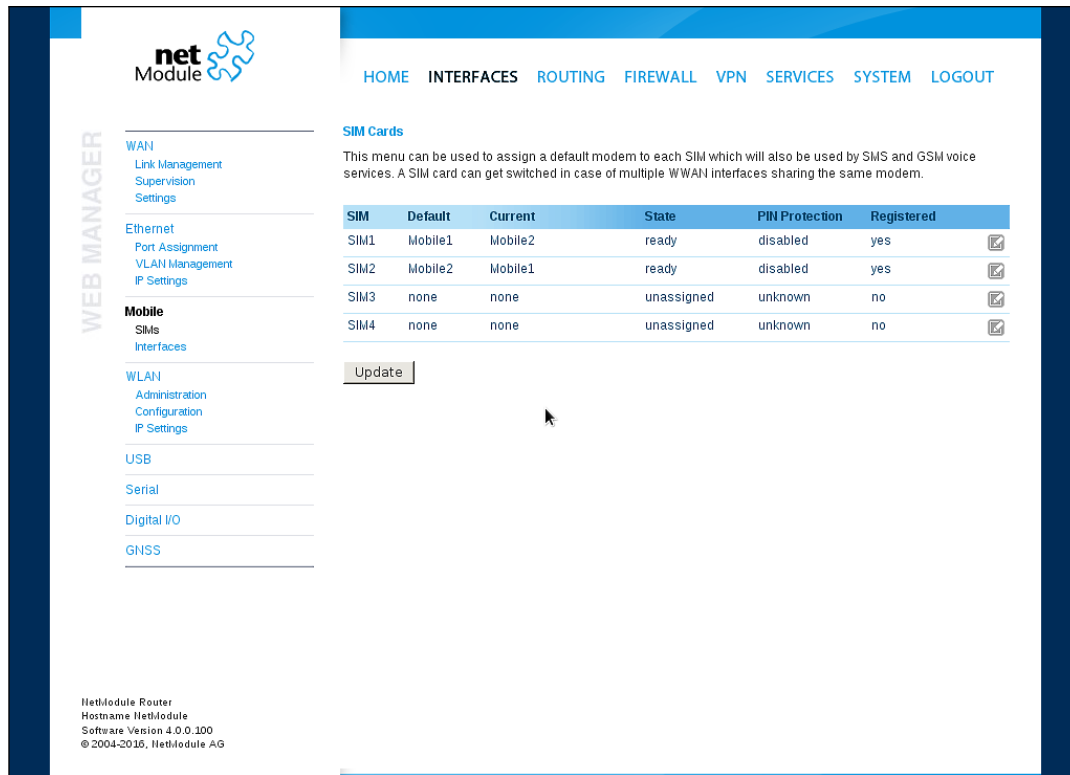 net
Module
HOME INTERFACES ROUTING FIREWALL VPN SERVICES SYSTEM LOGOUT
WEB MANAGER
WAN
Link Management
Supervision
Settings
Ethernet
Port Assignment
VLAN Management
IP Settings
Mobile
SIMs
Interfaces
WLAN
Administration
Configuration
IP Settings
USB
Serial
Digital I/O
GNSS
SIM Cards
This menu can be used to assign a default modem to each SIM which will also be used by SMS and GSM voice
services. A SIM card can get switched in case of multiple WWAN interfaces sharing the same modem.
SIM Default Current State PIN Protection Registered
SIM1 Mobile1 Mobile2 ready disabled yes
SIM2 Mobile2 Mobile1 ready disabled yes
SIM3 none none unassigned unknown no
SIM4 none none unassigned unknown no
Update
NetModule Router
Hostname NetModule
Software Version 4.0.0.100
© 2004-2016, NetModule AG